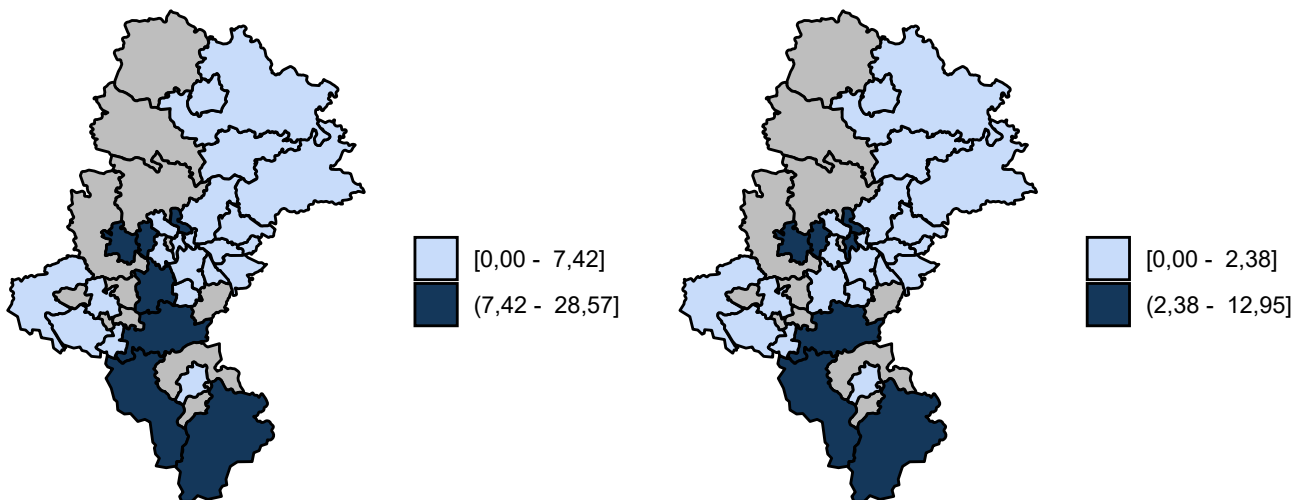 [0,00 -  7,42]
(7,42 -  28,57]
[0,00 -  2,38]
(2,38 -  12,95]